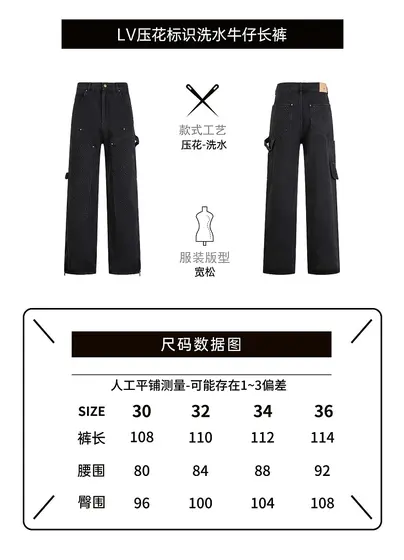 LV压花标识洗水牛仔长裤
款式工艺
压花-洗水
服装版型
宽松
尺码数据图
人工平铺测量-可能存在1~3偏差
SIZE 30 32 34 36
裤长 108 110 112 114
腰围 80 84 88 92
臀围 96 100 104 108